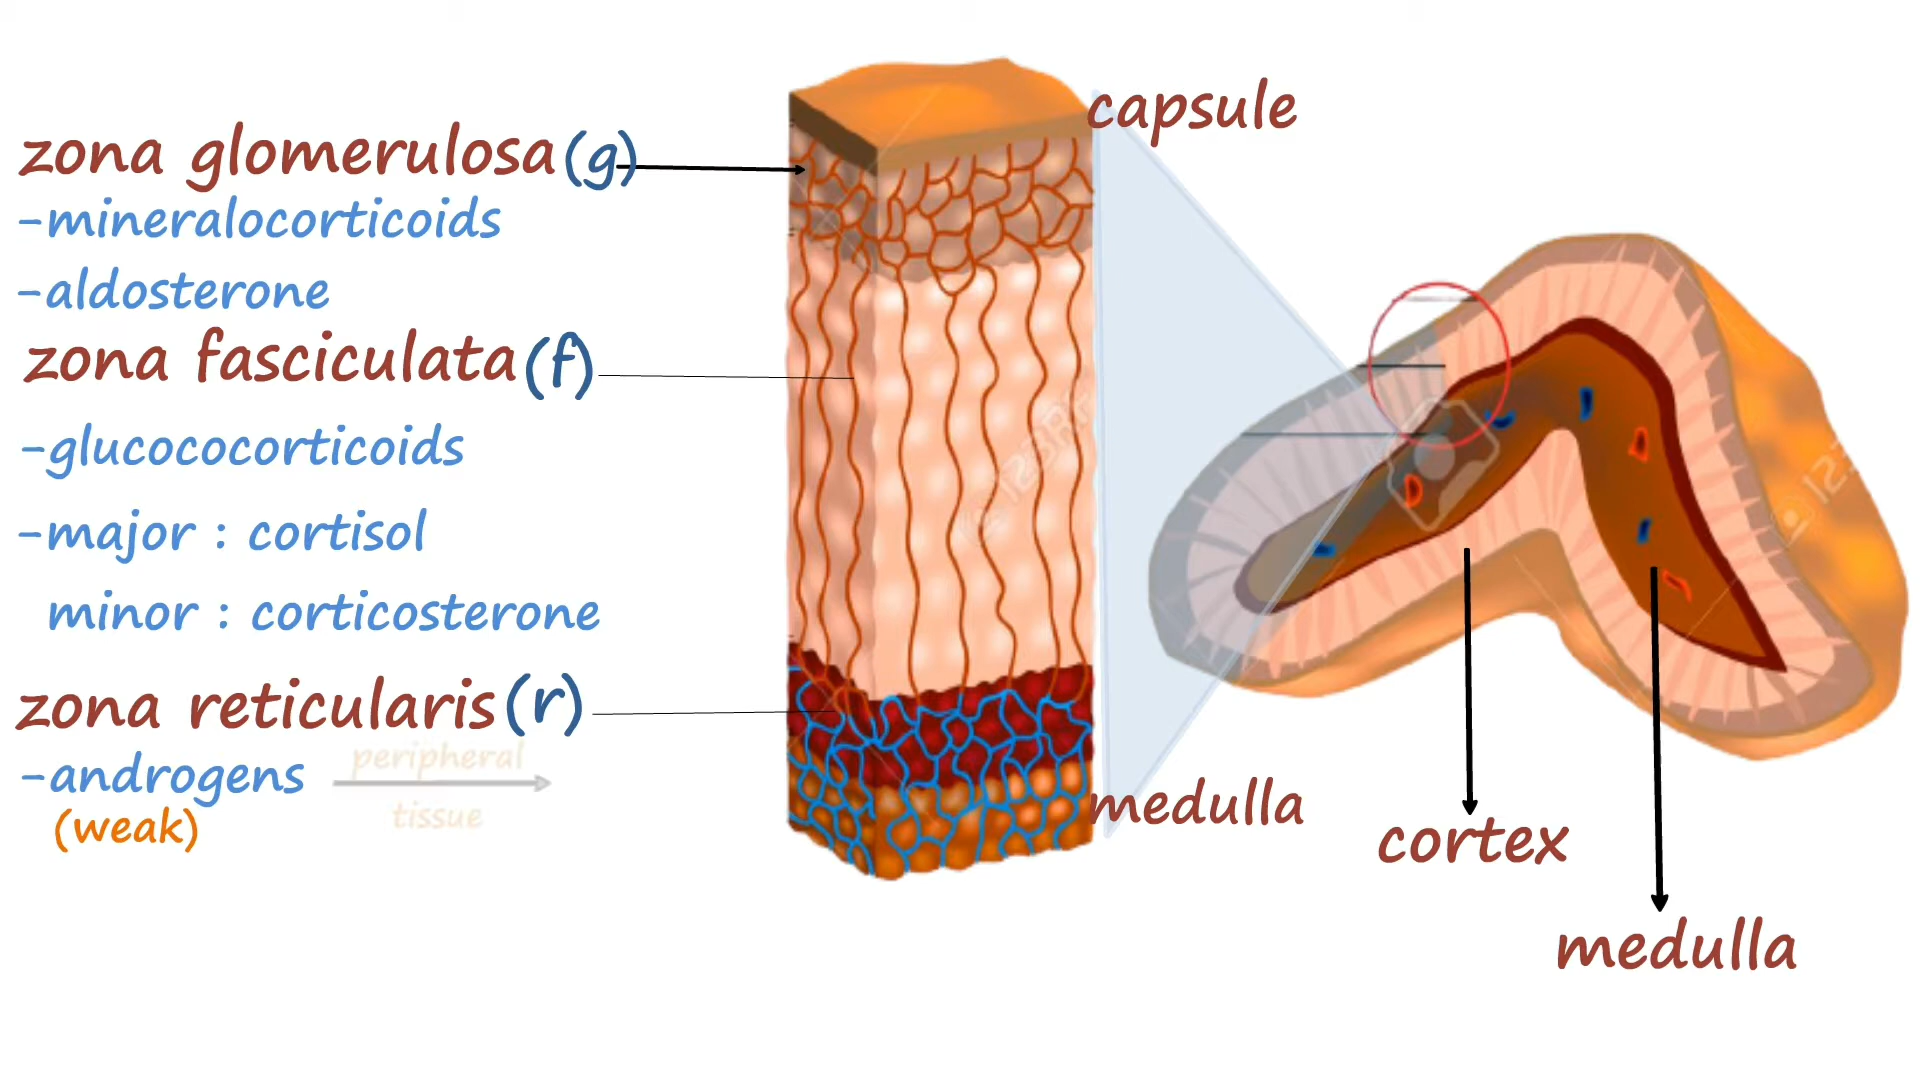 capsule
zona glomerulosa (g)
-mineralocorticoids
-aldosterone
zona fasciculata (f)
-glucococorticoids
-major : cortisol
minor : corticosterone
zona reticularis (r)
-androgens
peripheral
tissue
(weak)
medulla
cortex
medulla
123RF